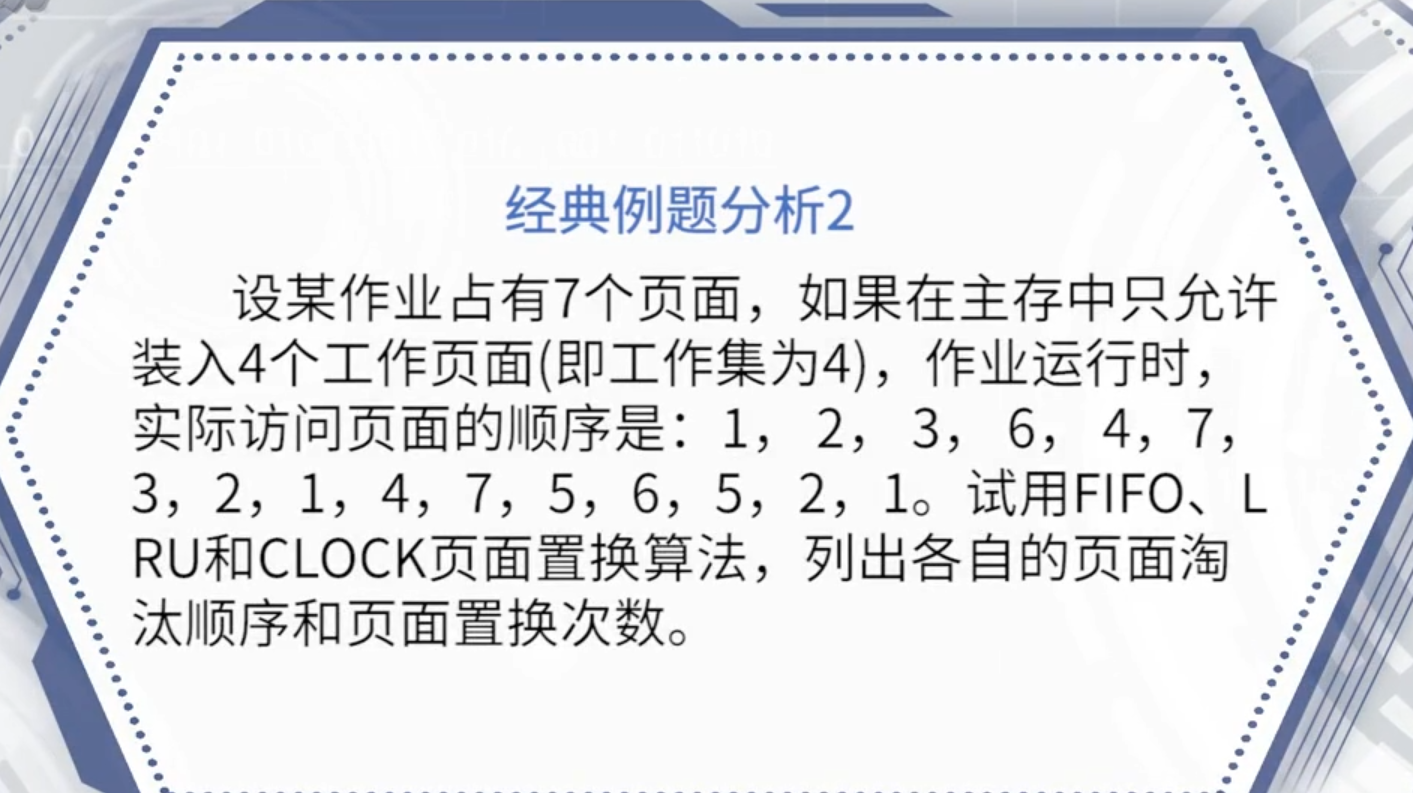 经典例题分析2
设某作业占有7个页面，如果在主存中只允许
装入4个工作页面(即工作集为4)，作业运行时，
实际访问页面的顺序是：1， 2， 3， 6， 4，7，
3，2，1，4，7，5，6，5，2，1。试用FIFO、L
RU和CLOCK页面置换算法，列出各自的页面淘
汰顺序和页面置换次数。